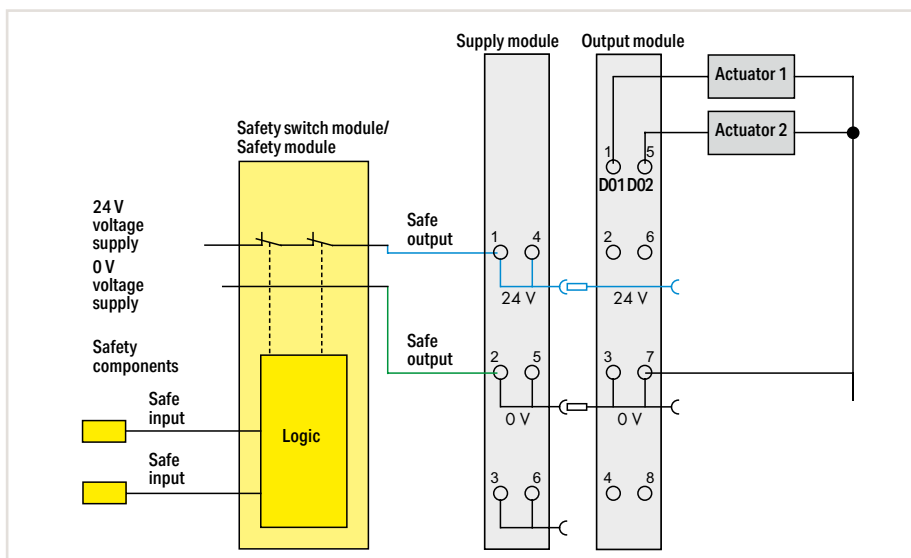 Supply module
Output module
Actuator 1
Actuator 2
Safety switch module/
Safety module
1
5
D01 D02
24 V
voltage
supply
Safe
output
1
4
2
6
0 V
voltage
supply
24 V
24 V
Safety
components
Safe
output
2
5
3
7
Safe
input
0 V
0 V
Logic
Safe
input
3
6
4
8